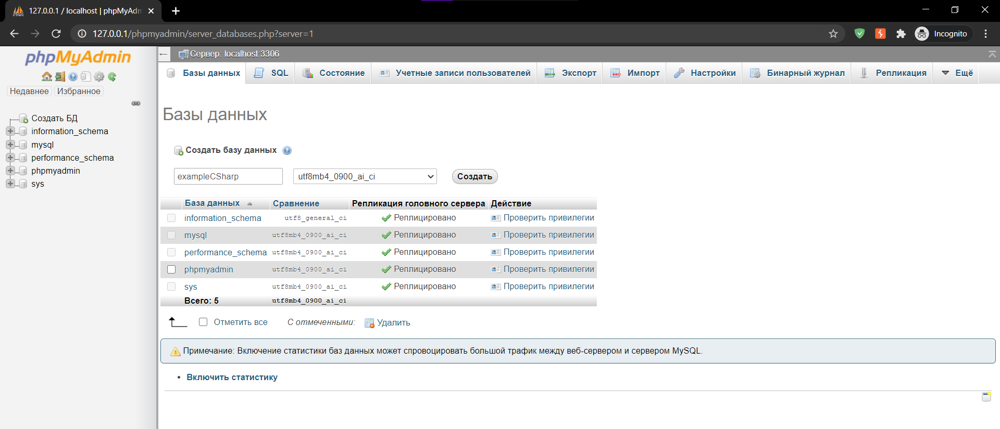 127.0.0.1 / localhost | phpMyAdm
127.0.0.1/phpmyadmin/server_databases.php?server=1
Incognito
phpMyAdmin
Недавнее Избранное
Создать БД
information_schema
mysql
performance_schema
phpmyadmin
sys
Сервер: localhost:3306
Базы данных SQL Состояние Учетные записи пользователей Экспорт Импорт Настройки Бинарный журнал Репликация Ещё
Базы данных
Создать базу данных
exampleCSharp utf8mb4_0900_ai_ci Создать
База данных Сравнение Репликация головного сервера Действие
information_schema utf8_general_ci Реплицировано Проверить привилегии
mysql utf8mb4_0900_ai_ci Реплицировано Проверить привилегии
performance_schema utf8mb4_0900_ai_ci Реплицировано Проверить привилегии
phpmyadmin utf8mb4_0900_ai_ci Реплицировано Проверить привилегии
sys utf8mb4_0900_ai_ci Реплицировано Проверить привилегии
Всего: 5 utf8mb4_0900_ai_ci
Отметить все С отмеченными: Удалить
Примечание: Включение статистики баз данных может спровоцировать большой трафик между веб-сервером и сервером MySQL.
• Включить статистику